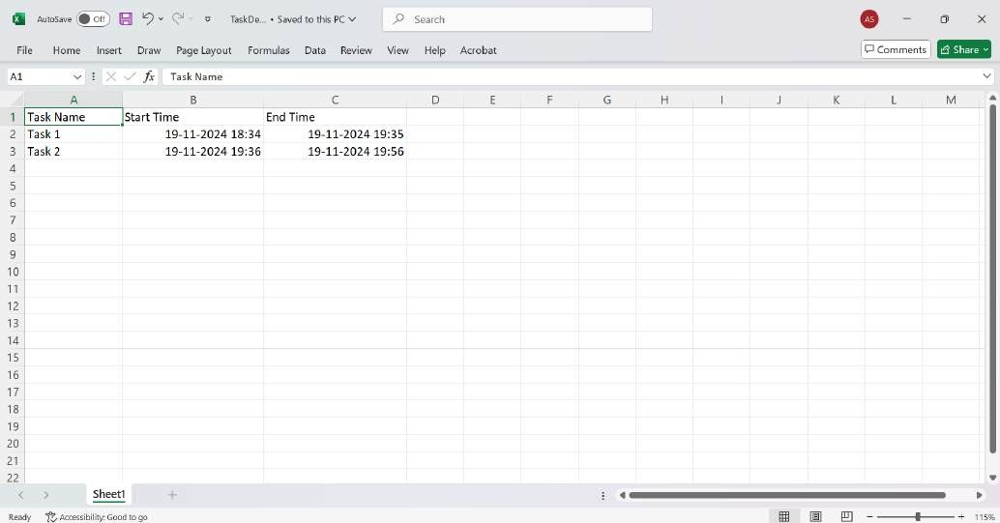 AutoSave Off TaskDe... • Saved to this PC Search AS
File Home Insert Draw Page Layout Formulas Data Review View Help Acrobat Comments Share
A1 fx Task Name
A B C D E F G H I J K L M
1 Task Name Start Time End Time
2 Task 1 19-11-2024 18:34 19-11-2024 19:35
3 Task 2 19-11-2024 19:36 19-11-2024 19:56
4
5
6
7
8
9
10
11
12
13
14
15
16
17
18
19
20
21
22
Sheet1
Ready Accessibility: Good to go 115%